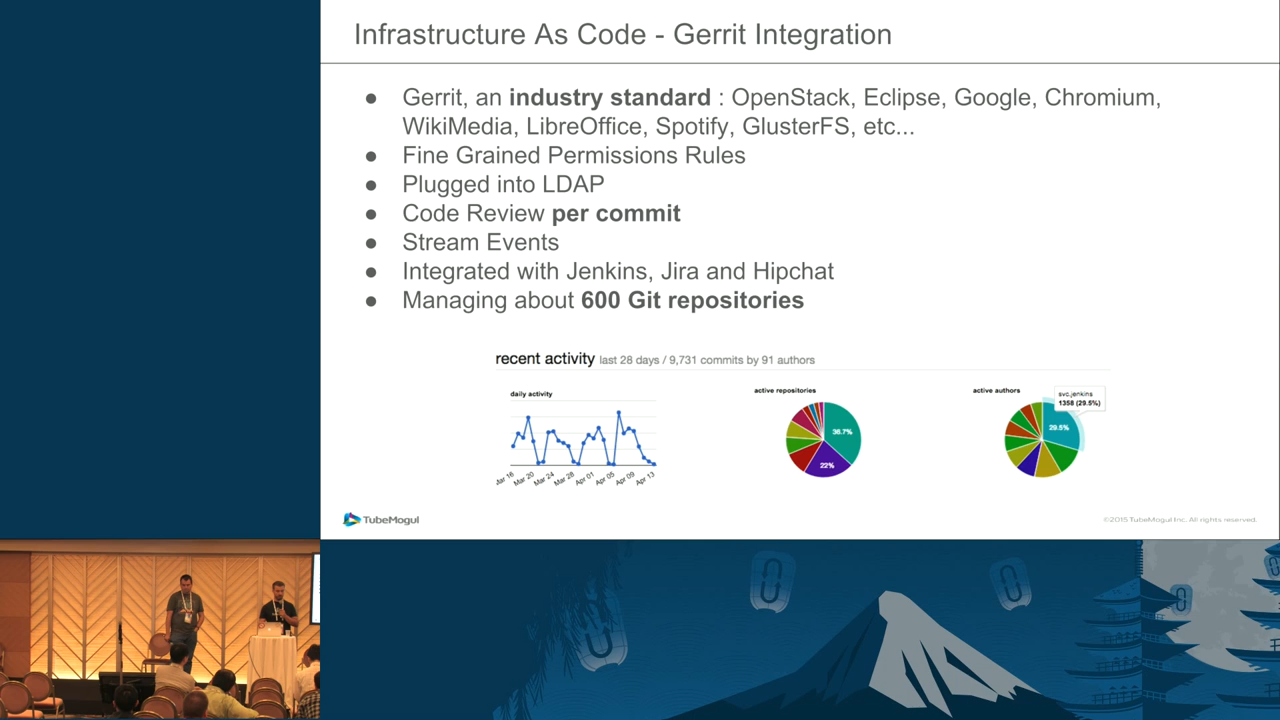 Infrastructure As Code - Gerrit Integration
● Gerrit, an industry standard : OpenStack, Eclipse, Google, Chromium,
WikiMedia, LibreOffice, Spotify, GlusterFS, etc...
● Fine Grained Permissions Rules
● Plugged into LDAP
● Code Review per commit
● Stream Events
● Integrated with Jenkins, Jira and Hipchat
● Managing about 600 Git repositories
recent activity last 28 days / 9,731 commits by 91 authors
daily activity
active repositories
active authors
svc.jenkins
1358 (29.5%)
36.7%
22%
29.5%
Mar 16
Mar 20
Mar 24
Mar 28
Apr 01
Apr 05
Apr 09
Apr 13
TubeMogul
©2015 TubeMogul Inc. All rights reserved.